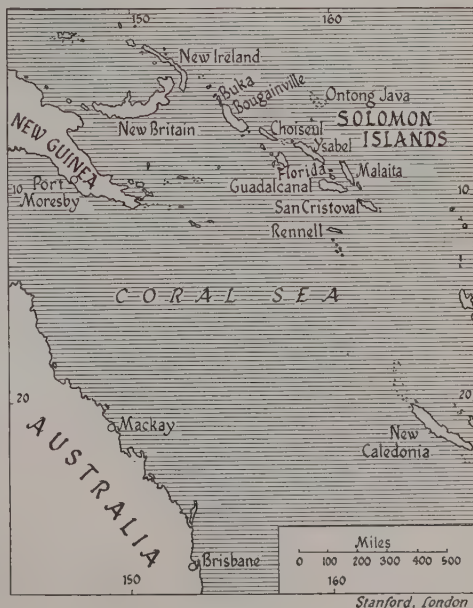 150 160
New Ireland
Buka
Bougainville
Ontong Java
New Britain
Choiseul
SOLOMON
ISLANDS
Ysabel
NEW GUINEA
Florida
Malaita
10
Port
Moresby
Guadalcanal
10
San Cristoval
Rennell
CORAL SEA
20
20
Mackay
AUSTRALIA
New
Caledonia
Miles
0 100 200 300 400 500
Brisbane
150 160
Stanford, London